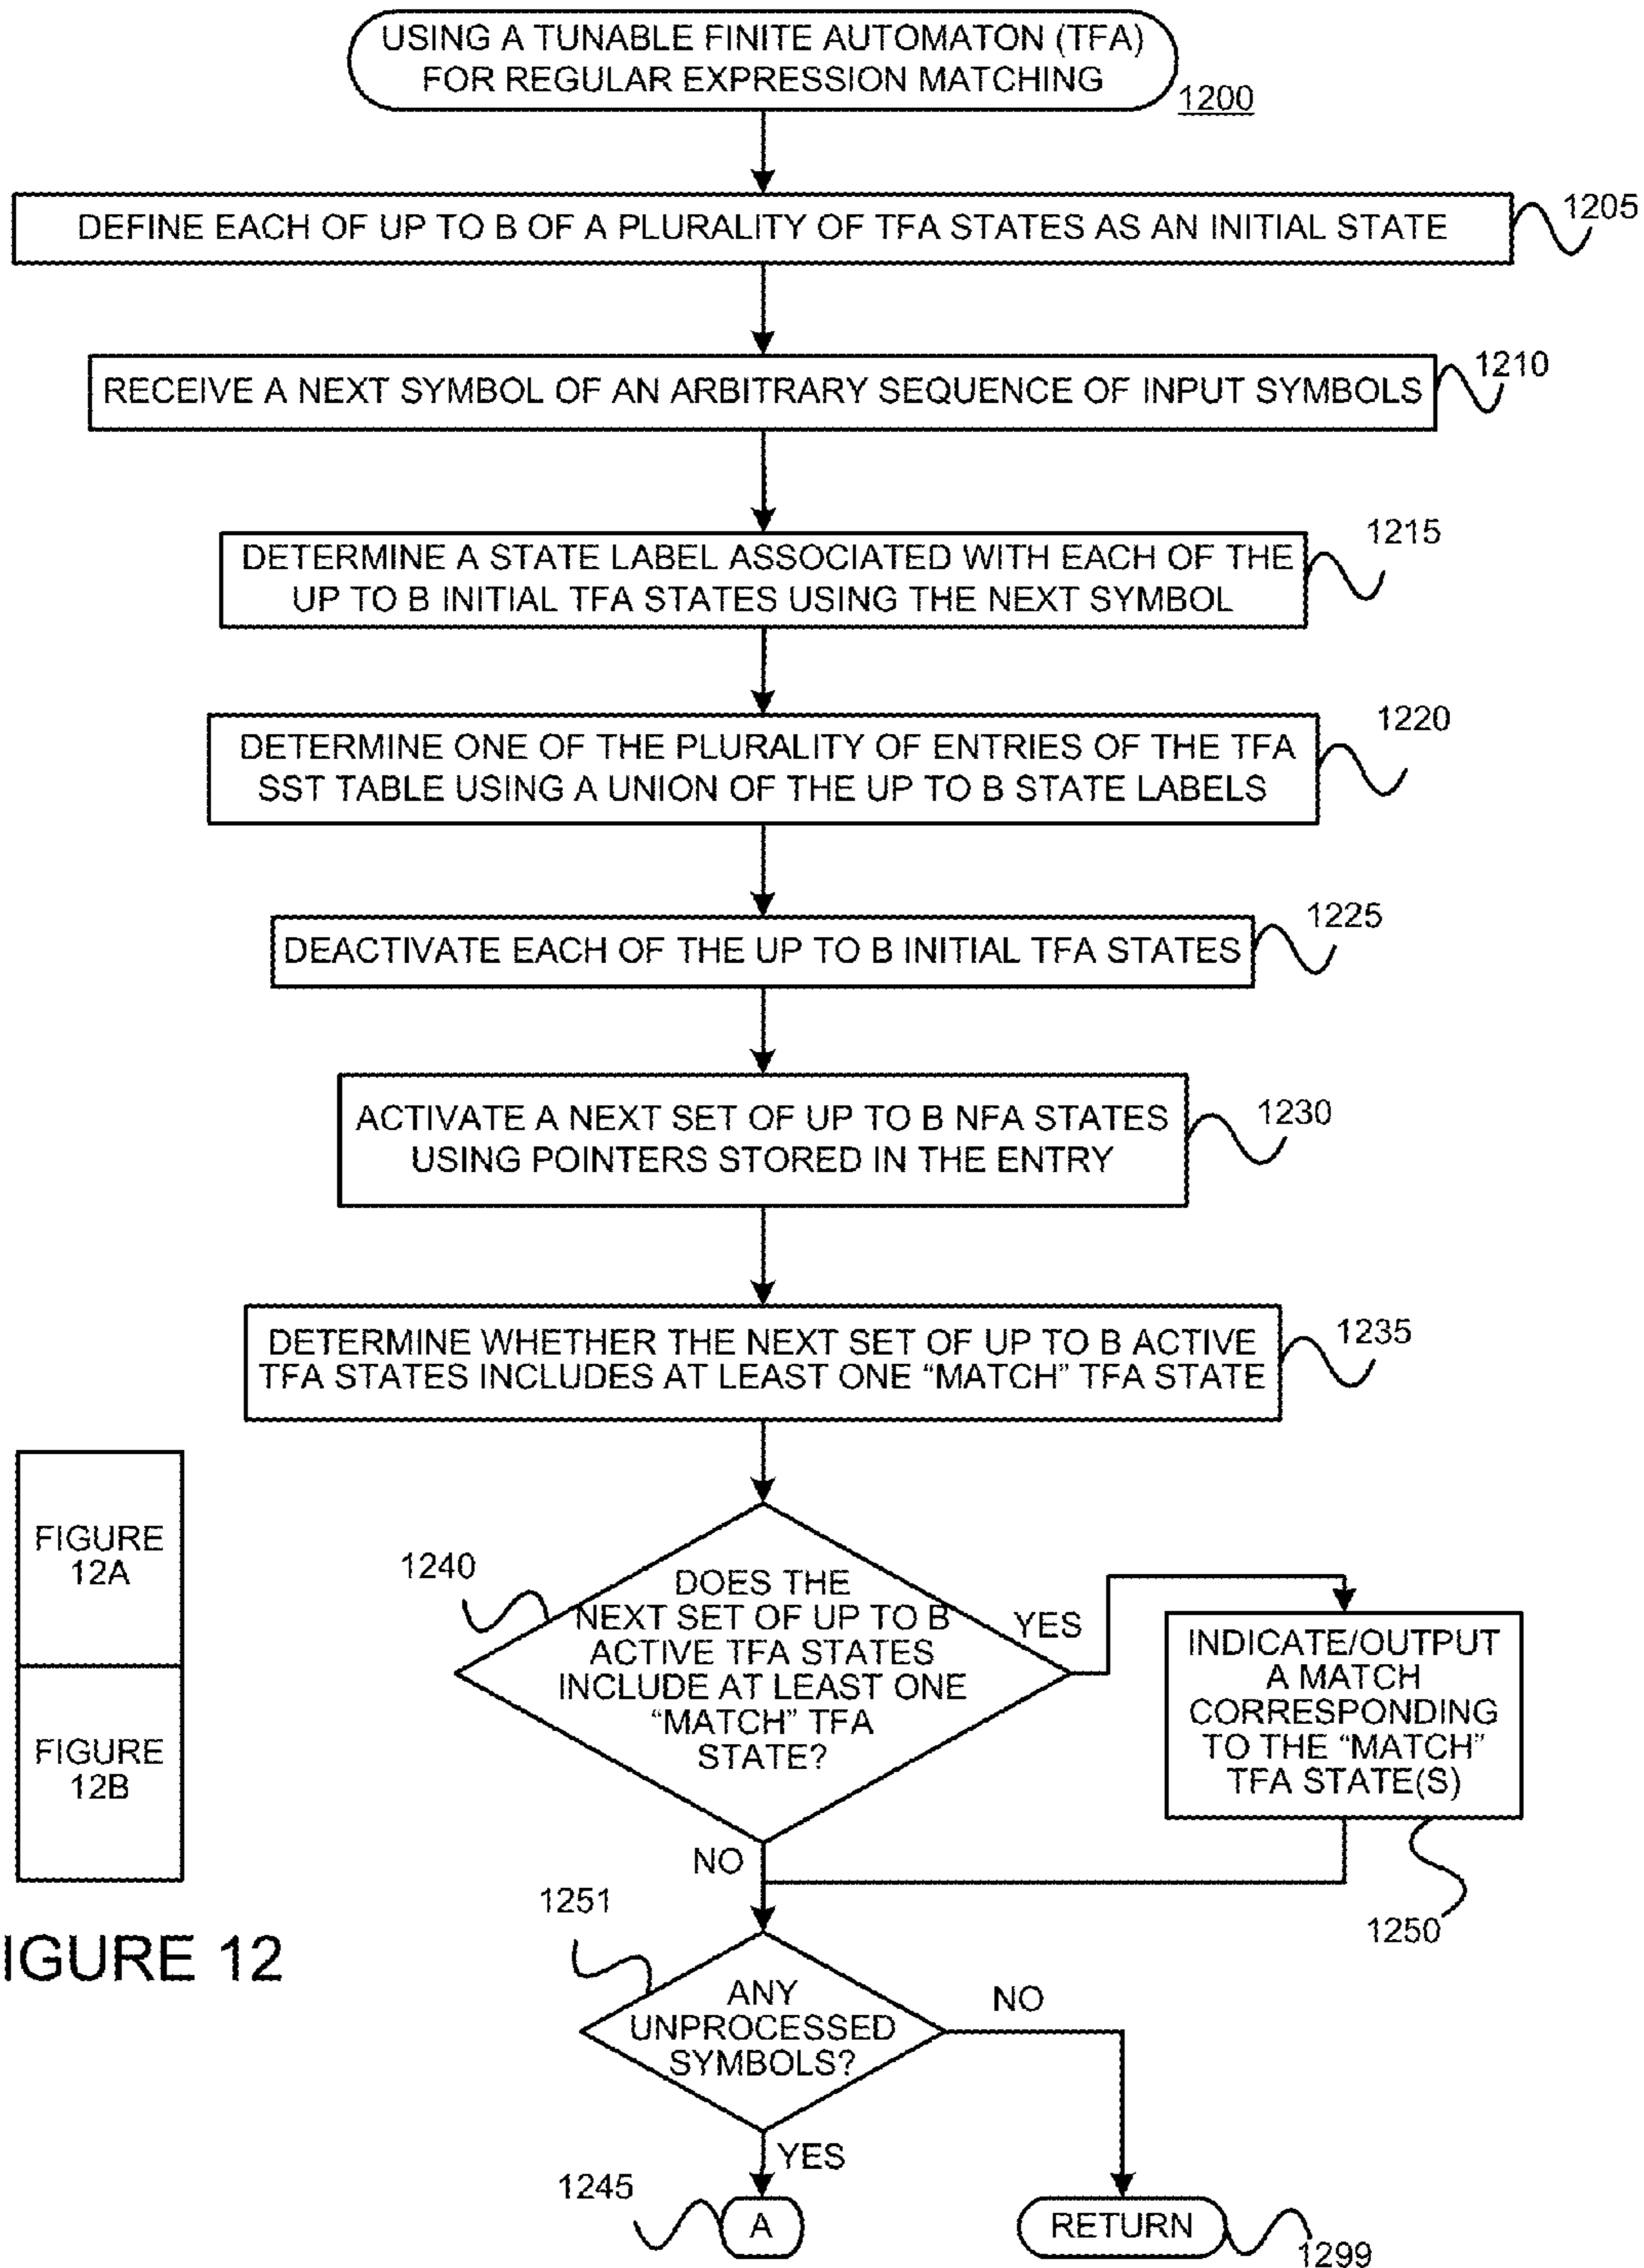 USING A TUNABLE FINITE AUTOMATON (TFA)
FOR REGULAR EXPRESSION MATCHING
1200
DEFINE EACH OF UP TO B OF A PLURALITY OF TFA STATES AS AN INITIAL STATE
1205
RECEIVE A NEXT SYMBOL OF AN ARBITRARY SEQUENCE OF INPUT SYMBOLS
1210
DETERMINE A STATE LABEL ASSOCIATED WITH EACH OF THE
UP TO B INITIAL TFA STATES USING THE NEXT SYMBOL
1215
DETERMINE ONE OF THE PLURALITY OF ENTRIES OF THE TFA
SST TABLE USING A UNION OF THE UP TO B STATE LABELS
1220
DEACTIVATE EACH OF THE UP TO B INITIAL TFA STATES
1225
ACTIVATE A NEXT SET OF UP TO B NFA STATES
USING POINTERS STORED IN THE ENTRY
1230
DETERMINE WHETHER THE NEXT SET OF UP TO B ACTIVE
TFA STATES INCLUDES AT LEAST ONE “MATCH” TFA STATE
1235
FIGURE
12A
FIGURE
12B
IGURE 12
1240
DOES THE
NEXT SET OF UP TO B
ACTIVE TFA STATES
INCLUDE AT LEAST ONE
“MATCH” TFA
STATE?
YES
INDICATE/OUTPUT
A MATCH
CORRESPONDING
TO THE “MATCH”
TFA STATE(S)
1250
NO
1251
ANY
UNPROCESSED
SYMBOLS?
NO
YES
1245
A
RETURN
1299